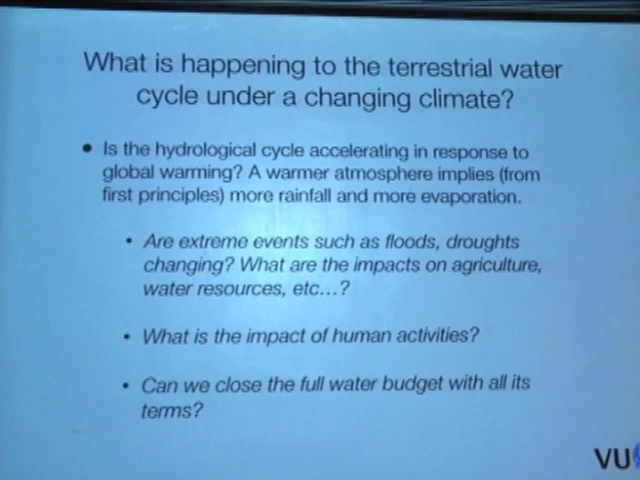 What is happening to the terrestrial water
cycle under a changing climate?
• Is the hydrological cycle accelerating in response to
global warming? A warmer atmosphere implies (from
first principles) more rainfall and more evaporation.
• Are extreme events such as floods, droughts
changing? What are the impacts on agriculture,
water resources, etc…?
• What is the impact of human activities?
• Can we close the full water budget with all its
terms?
VU